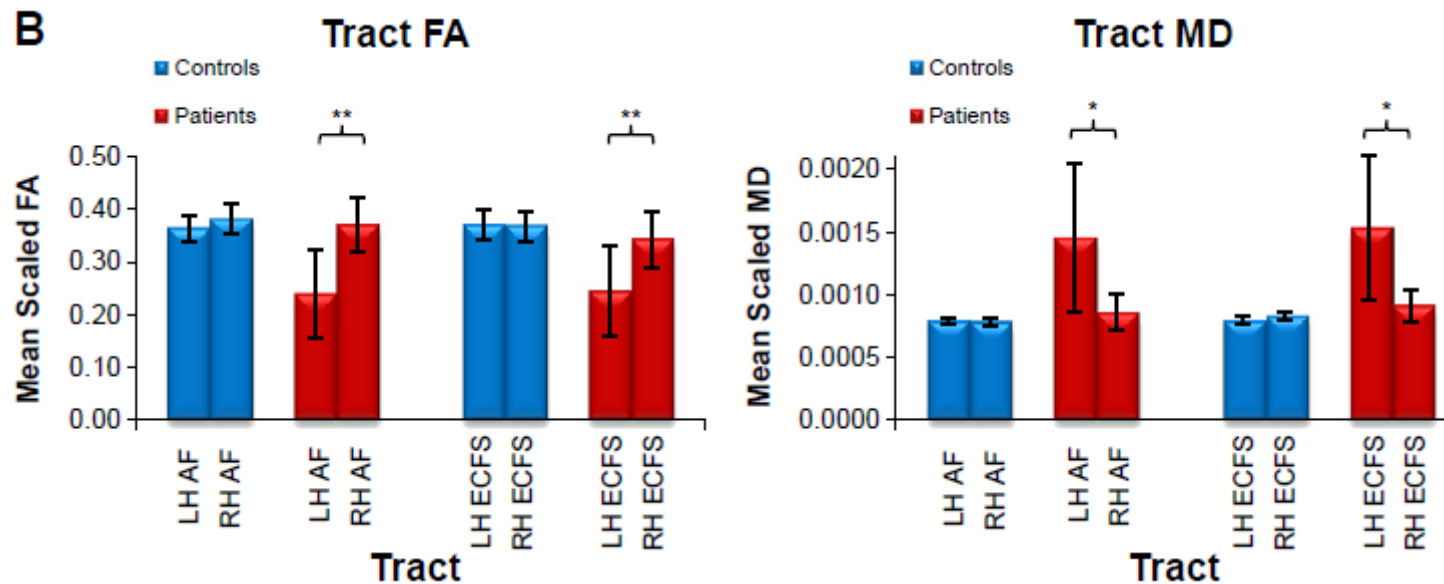 B
Tract FA
Controls
Patients
**
**
Mean Scaled FA
0.50
0.40
0.30
0.20
0.10
0.00
LH AF
RH AF
LH AF
RH AF
LH ECFS
RH ECFS
LH ECFS
RH ECFS
Tract
Tract MD
Controls
Patients
*
*
Mean Scaled MD
0.0020
0.0015
0.0010
0.0005
0.0000
LH AF
RH AF
LH AF
RH AF
LH ECFS
RH ECFS
LH ECFS
RH ECFS
Tract